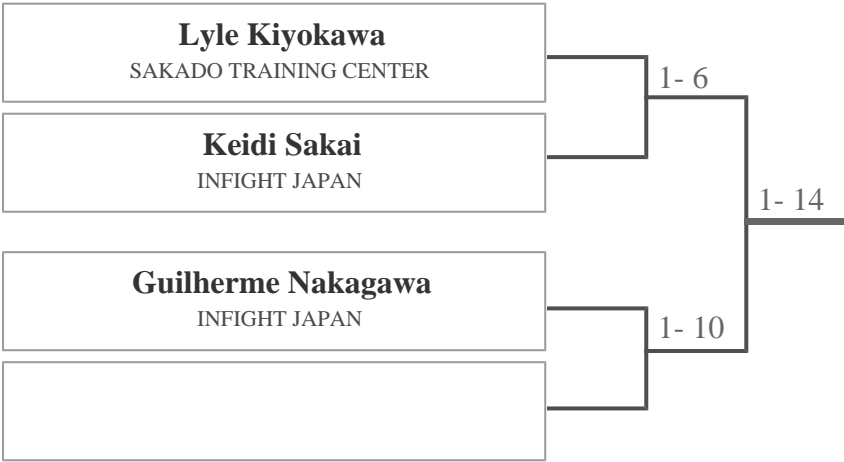 Lyle Kiyokawa
SAKADO TRAINING CENTER
1- 6
Keidi Sakai
INFIGHT JAPAN
1- 14
Guilherme Nakagawa
INFIGHT JAPAN
1- 10